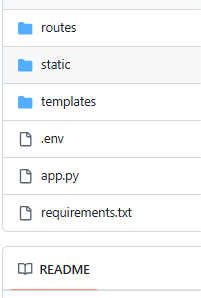 routes
static
templates
.env
app.py
requirements.txt
README